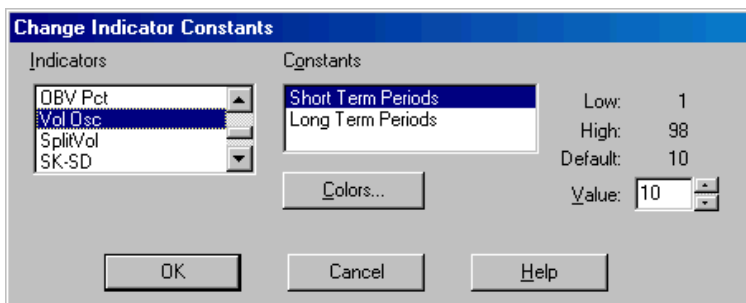 Change Indicator Constants
Indicators
Constants
OBV Pct
Vol Osc
SplitVol
SK-SD
Short Term Periods
Long Term Periods
Low: 1
High: 98
Default: 10
Value: 10
Colors...
OK
Cancel
Help